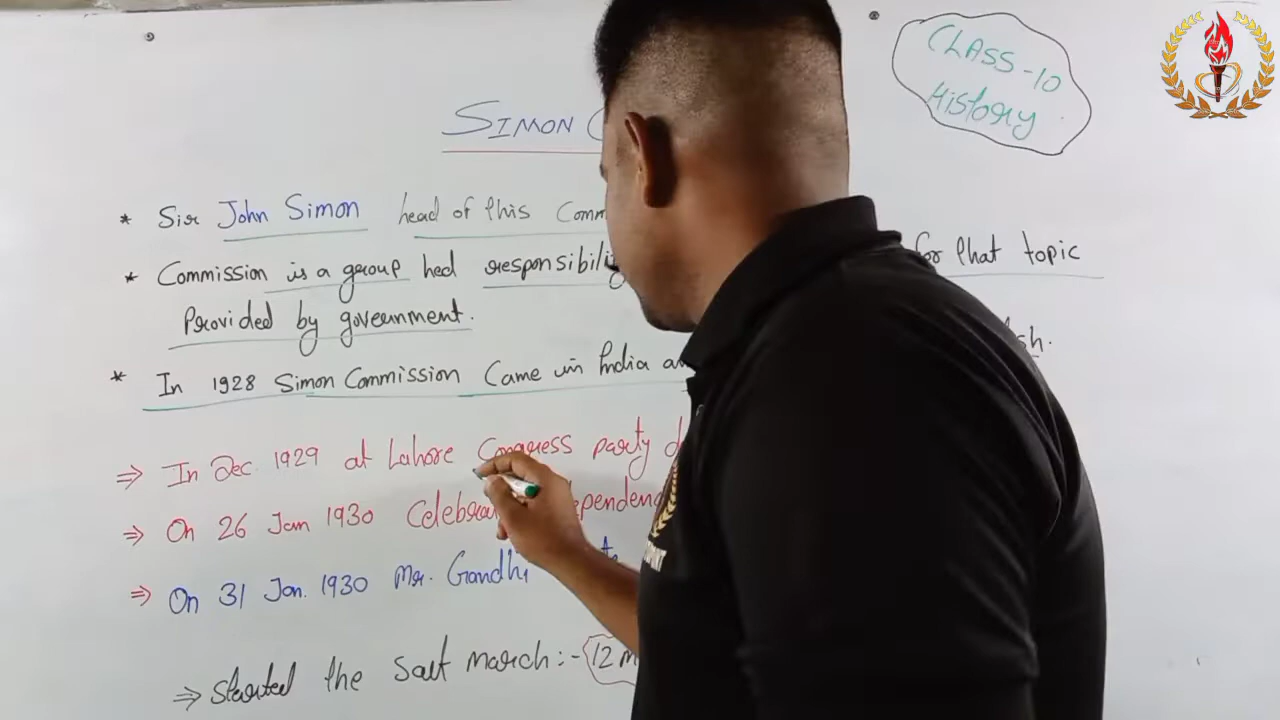 CLASS-10
History
SIMON C
* Sir John Simon head of this Comm
* Commission is a group hed responsibili for that topic
Provided by government.
sh.
* In 1928 Simon Commission Came in India a
⇒ In Dec. 1929 at Lahore Congress party d
⇒ On 26 Jan 1930 Celebra ependenc
⇒ On 31 Jan. 1930 Mr. Gandhi
⇒ started the salt march :- 12 m